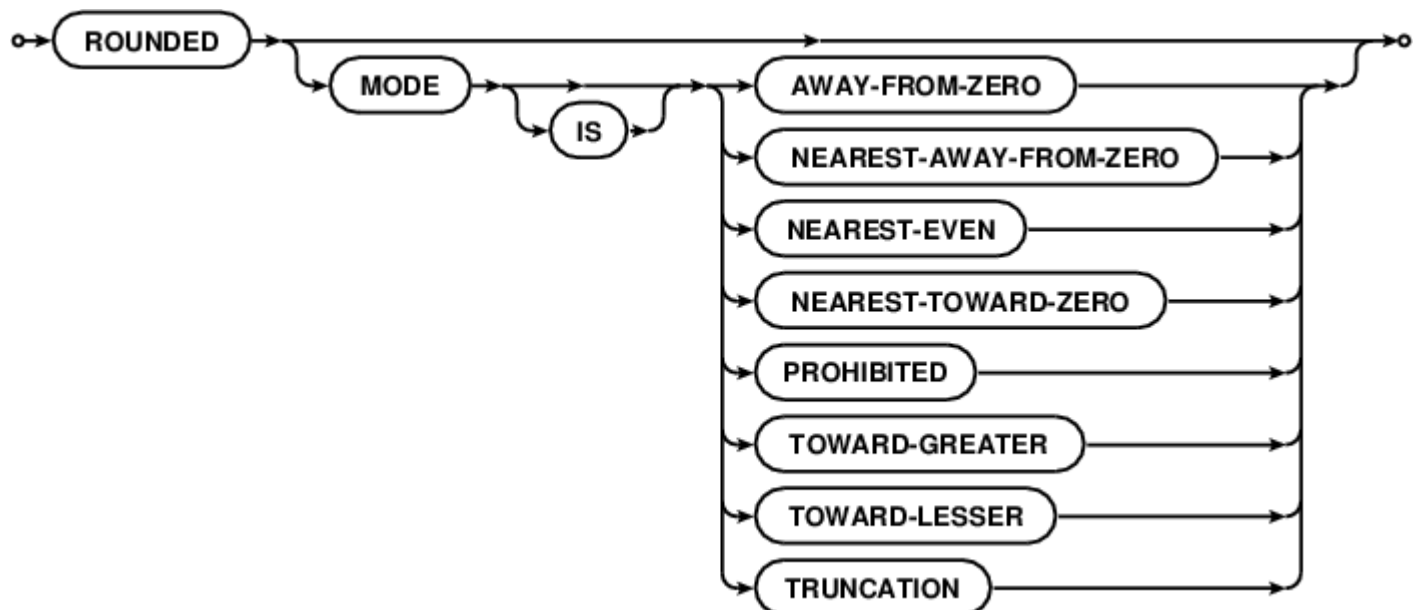 ROUNDED
MODE
AWAY-FROM-ZERO
IS
NEAREST-AWAY-FROM-ZERO
NEAREST-EVEN
NEAREST-TOWARD-ZERO
PROHIBITED
TOWARD-GREATER
TOWARD-LESSER
TRUNCATION